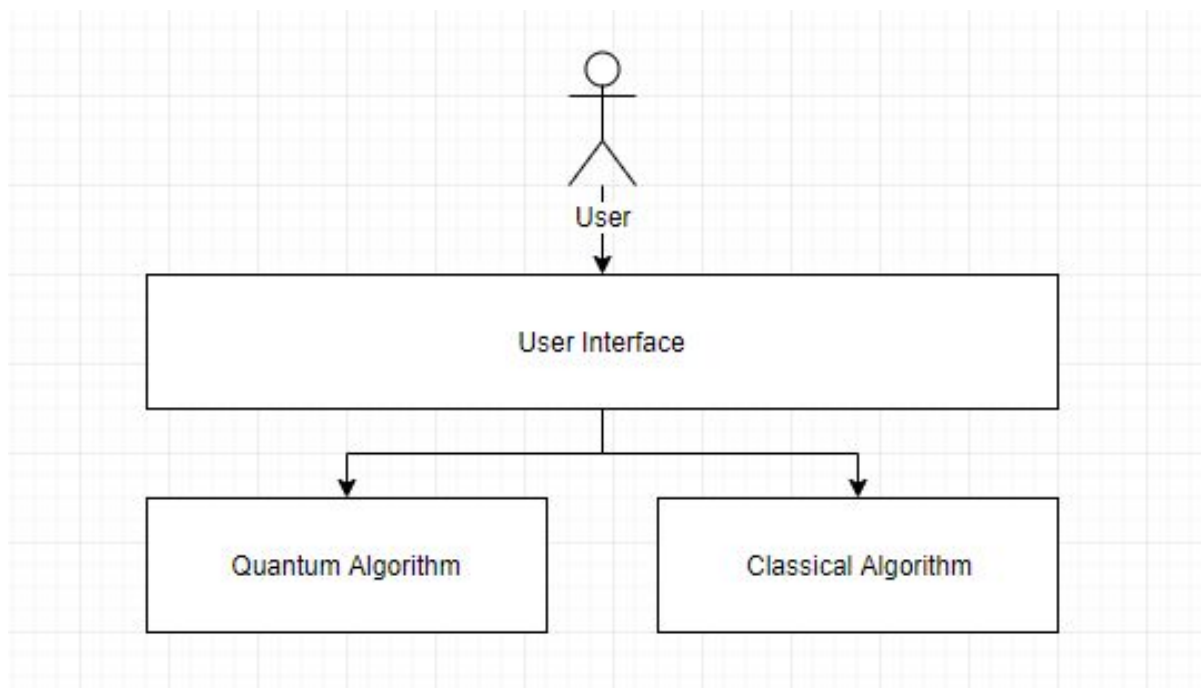 User
User Interface
Quantum Algorithm
Classical Algorithm